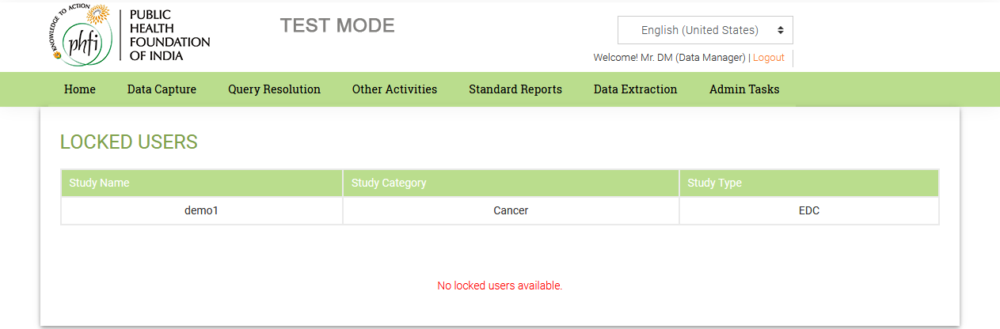 KNOWLEDGE TO ACTION
phfi
PUBLIC
HEALTH
FOUNDATION
OF INDIA
TEST MODE
English (United States)
Welcome! Mr. DM (Data Manager) | Logout
Home Data Capture Query Resolution Other Activities Standard Reports Data Extraction Admin Tasks
LOCKED USERS
Study Name Study Category Study Type
demo1 Cancer EDC
No locked users available.